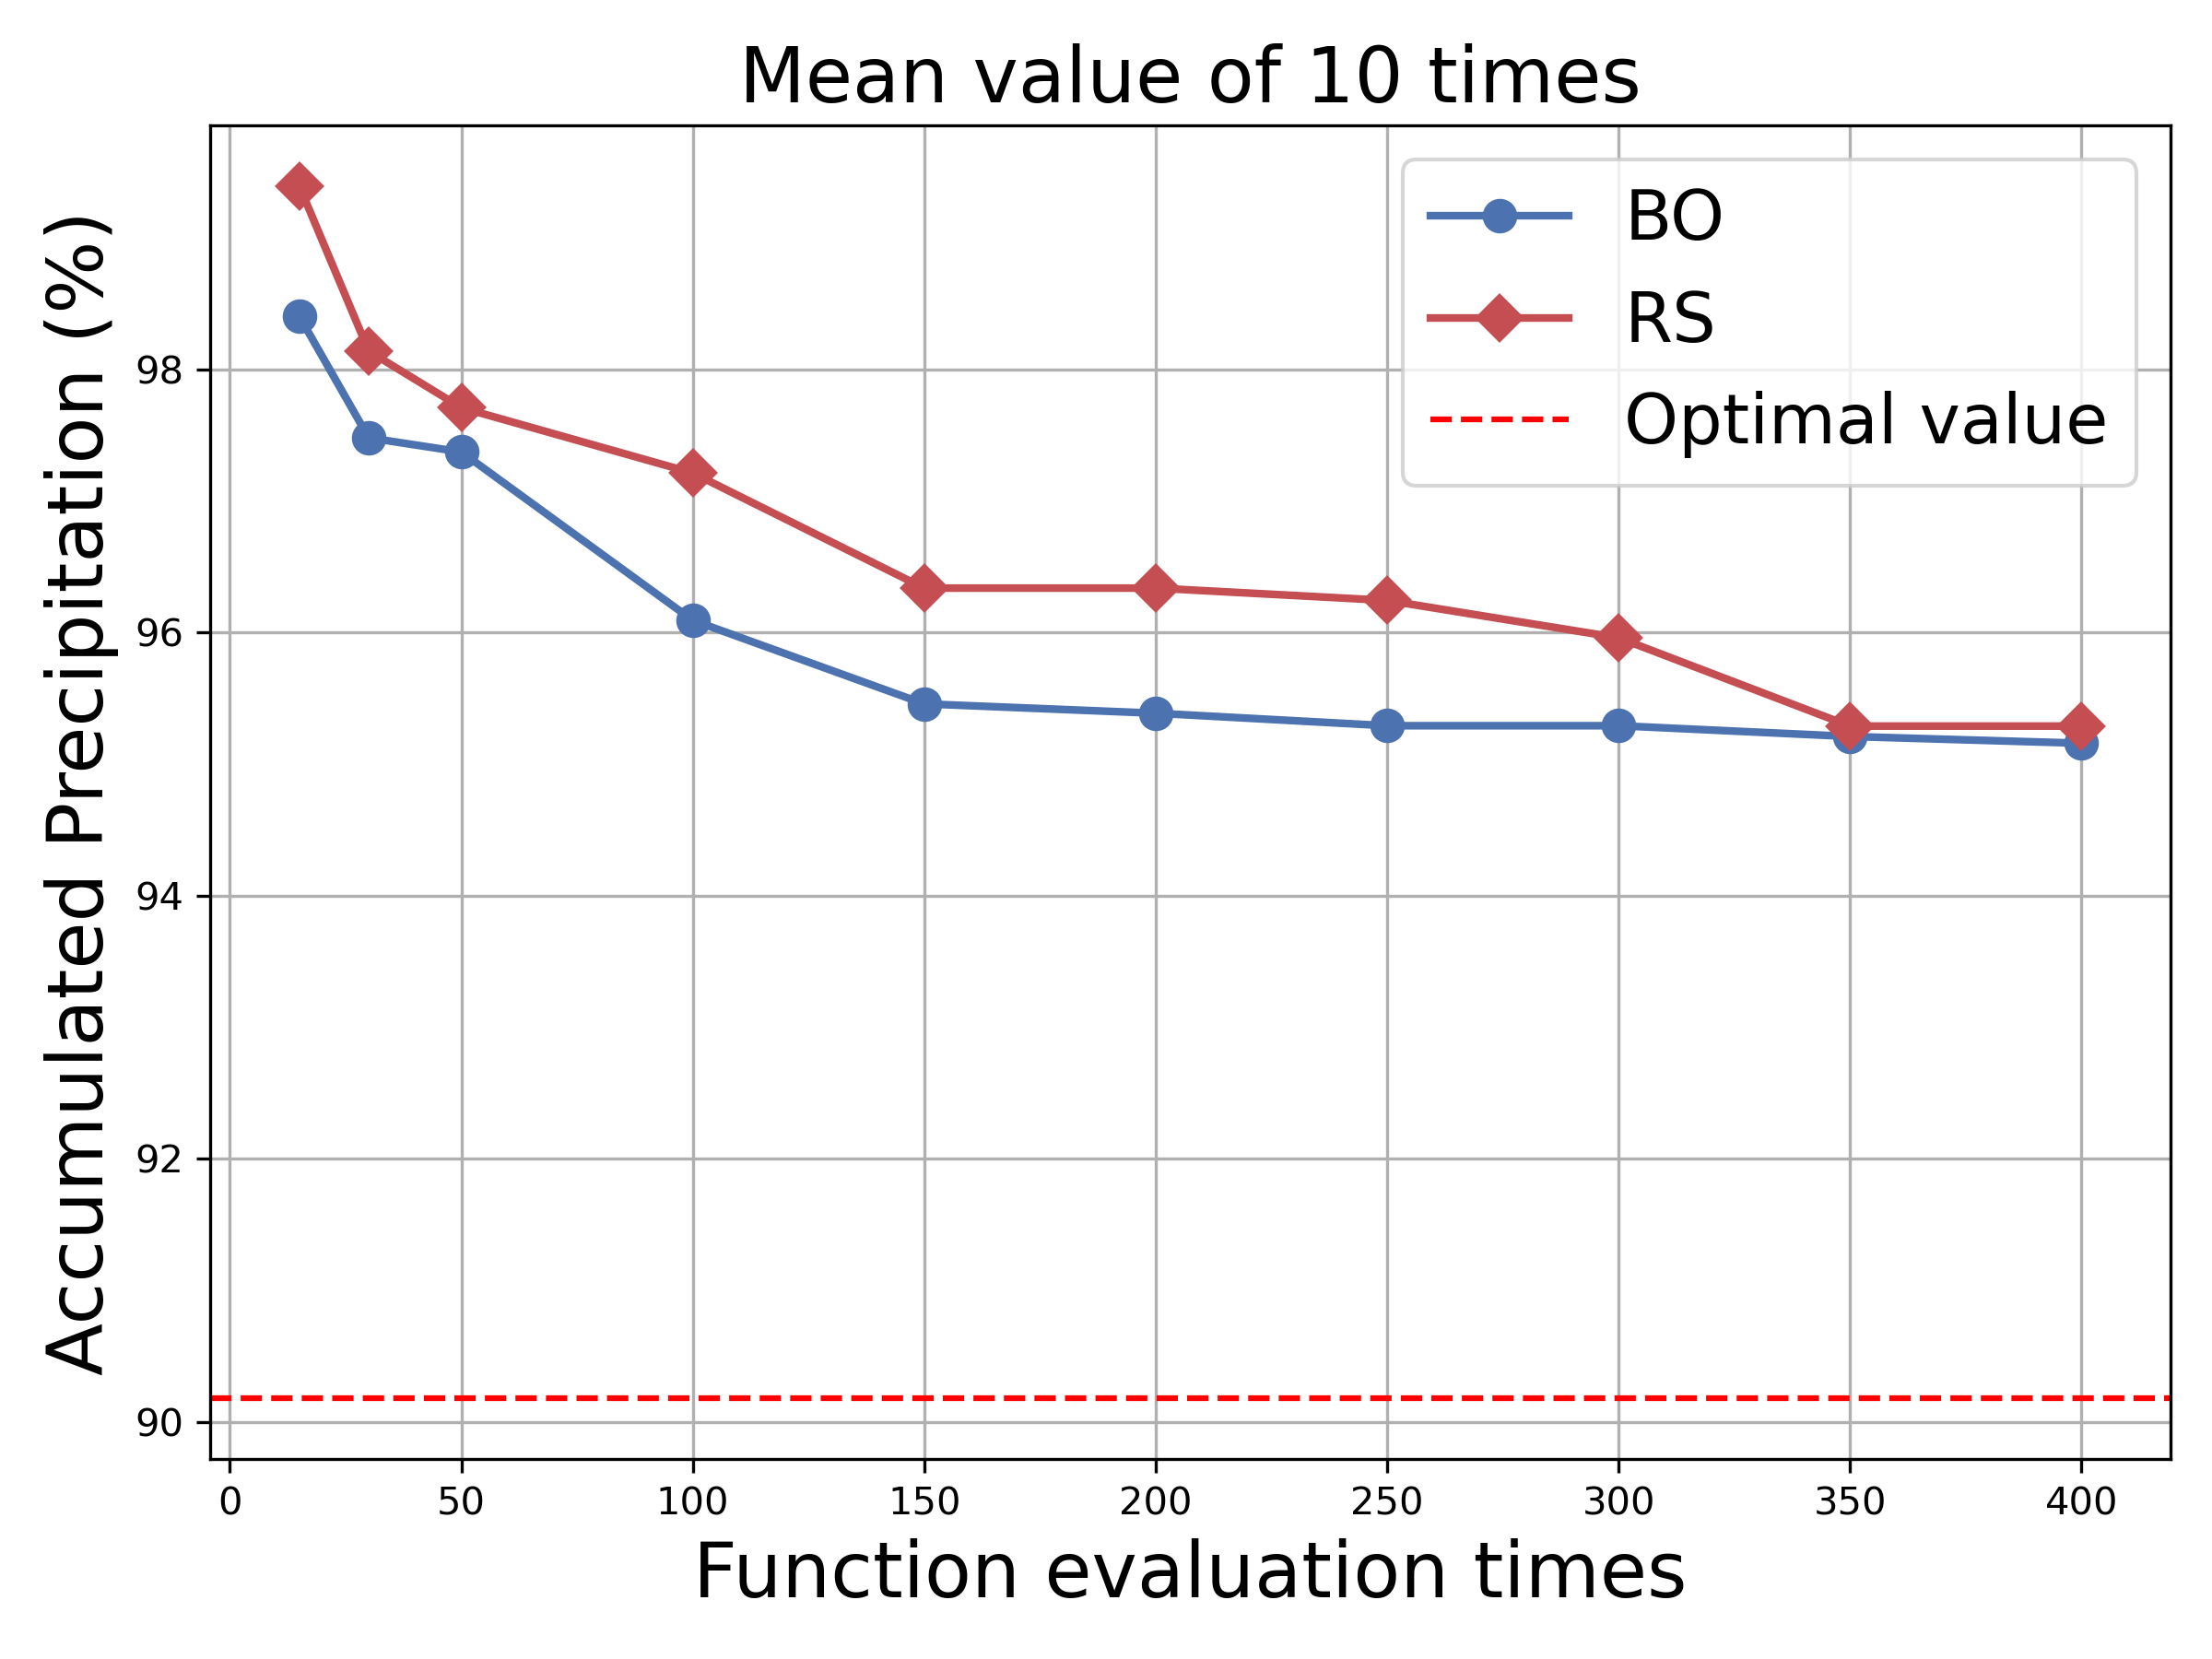 Mean value of 10 times
BO
RS
Optimal value
Accumulated Precipitation (%)
98
96
94
92
90
0 50 100 150 200 250 300 350 400
Function evaluation times